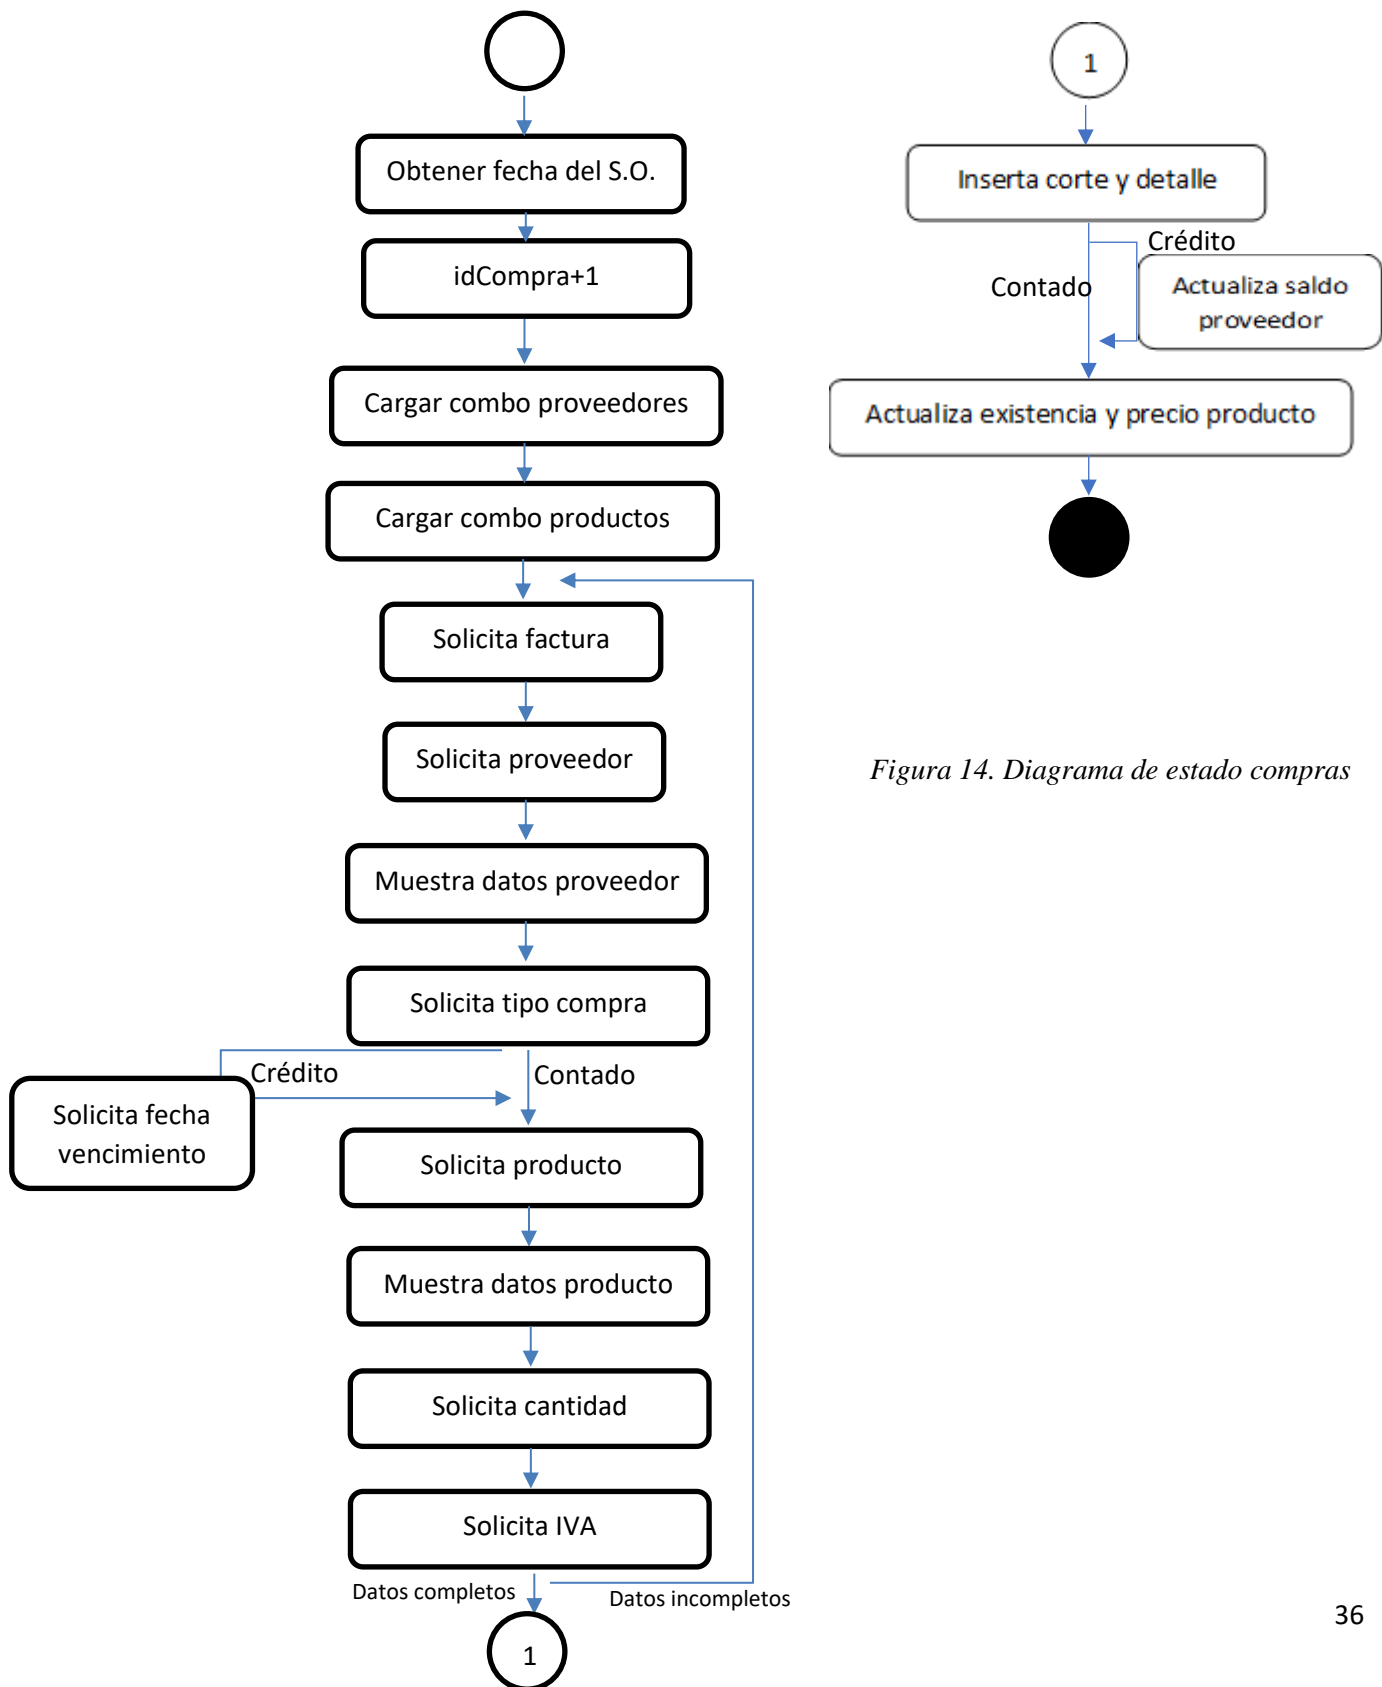 Obtener fecha del S.O.
idCompra+1
Cargar combo proveedores
Cargar combo productos
Solicita factura
Solicita proveedor
Muestra datos proveedor
Solicita tipo compra
Crédito
Contado
Solicita fecha
vencimiento
Solicita producto
Muestra datos producto
Solicita cantidad
Solicita IVA
Datos completos
Datos incompletos
1
1
Inserta corte y detalle
Crédito
Contado
Actualiza saldo
proveedor
Actualiza existencia y precio producto
Figura 14. Diagrama de estado compras
36